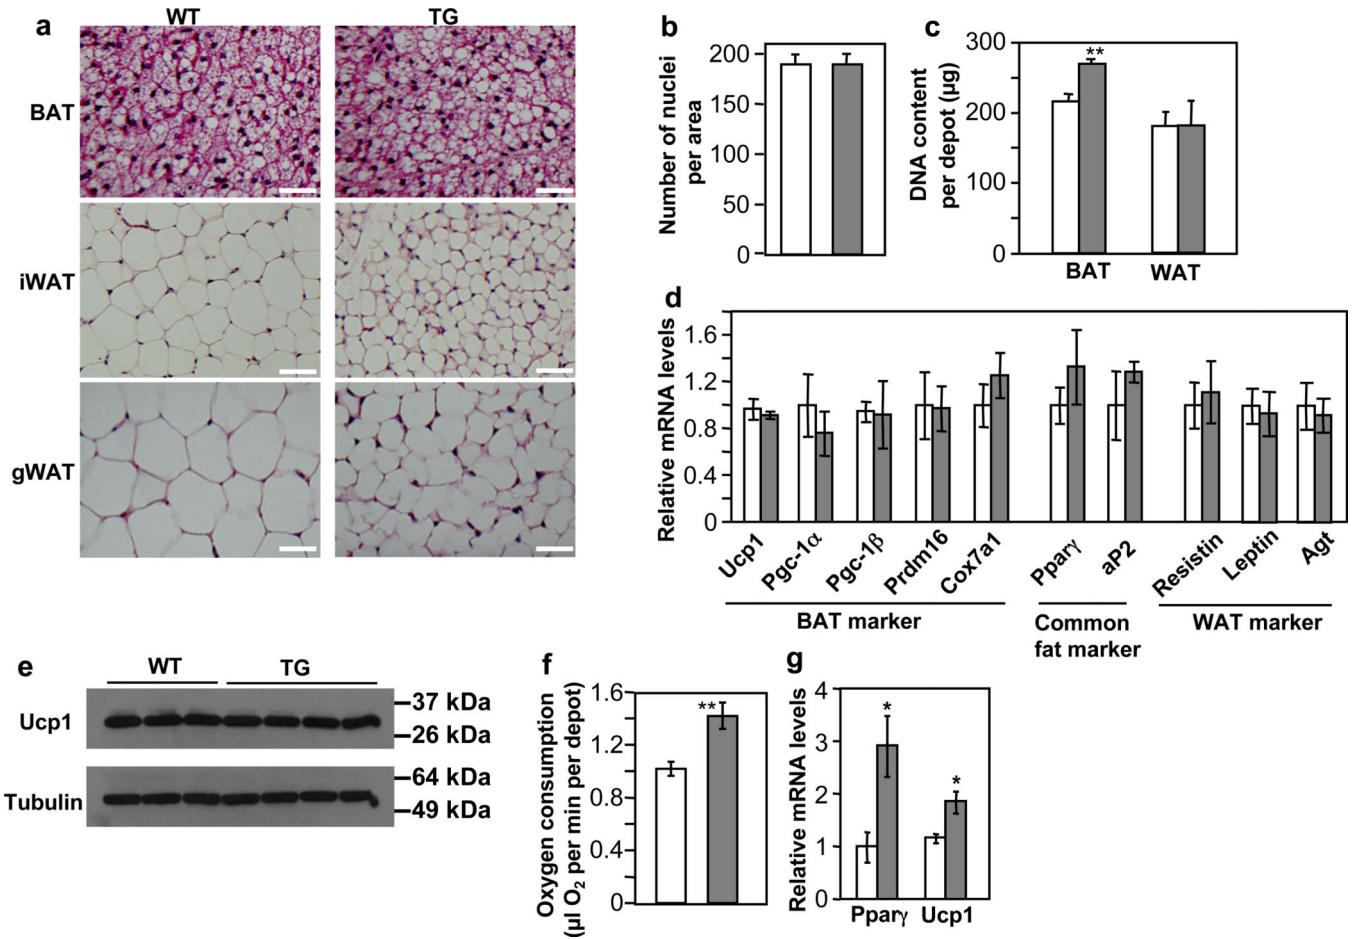 a
WT
TG
BAT
iWAT
gWAT
b
Number of nuclei
per area
200
150
100
50
0
c
DNA content
per depot (µg)
300
200
100
0
**
BAT
WAT
d
Relative mRNA levels
1.6
1.2
0.8
0.4
0
Ucp1
Pgc-1α
Pgc-1β
Prdm16
Cox7a1
Pparγ
aP2
Resistin
Leptin
Agt
BAT marker
Common
fat marker
WAT marker
e
WT
TG
Ucp1
37 kDa
26 kDa
Tubulin
64 kDa
49 kDa
f
Oxygen consumption
(µl O₂ per min per depot)
1.6
1.2
0.8
0.4
0
**
g
Relative mRNA levels
4
3
2
1
0
*
*
Pparγ
Ucp1